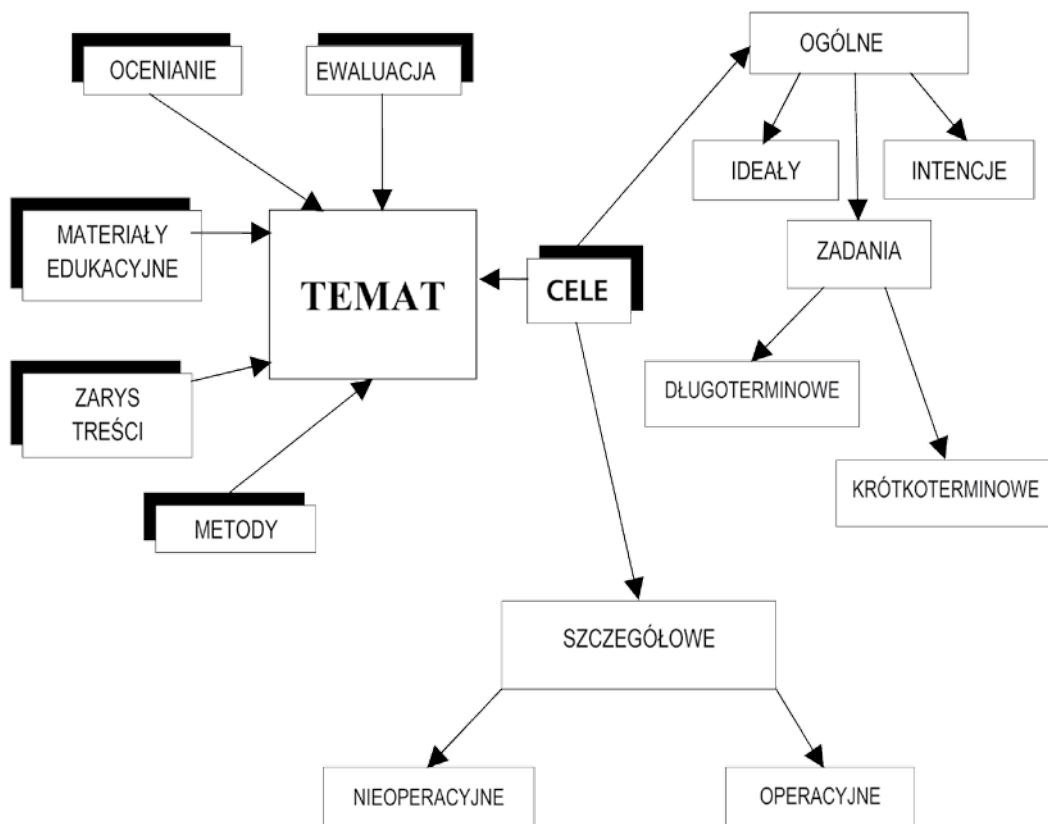 OGÓLNE
OCENIANIE
EWALUACJA
IDEAŁY
INTENCJE
MATERIAŁY
EDUKACYJNE
ZADANIA
TEMAT
CELE
DŁUGOTERMINOWE
ZARYS
TREŚCI
KRÓTKOTERMINOWE
METODY
SZCZEGÓŁOWE
NIEOPERACYJNE
OPERACYJNE